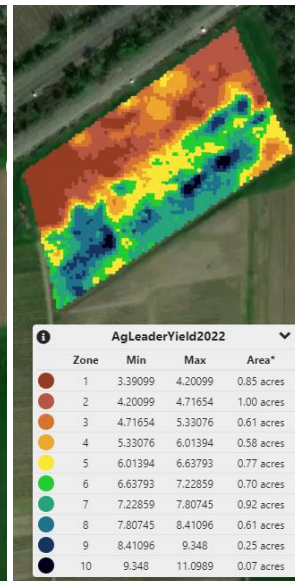 AgLeaderYield2022
Zone Min Max Area*
1 3.39099 4.20099 0.85 acres
2 4.20099 4.71654 1.00 acres
3 4.71654 5.33076 0.61 acres
4 5.33076 6.01394 0.58 acres
5 6.01394 6.63793 0.77 acres
6 6.63793 7.22859 0.70 acres
7 7.22859 7.80745 0.92 acres
8 7.80745 8.41096 0.61 acres
9 8.41096 9.348 0.25 acres
10 9.348 11.0989 0.07 acres